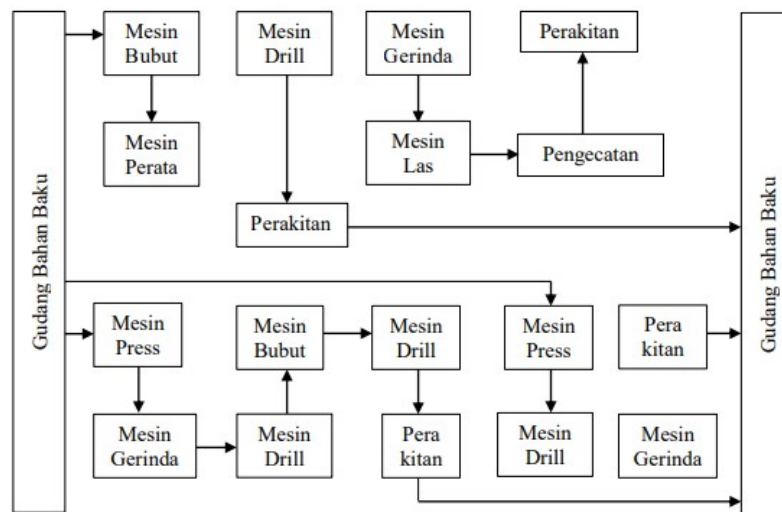 Gudang Bahan Baku
Mesin
Bubut
Mesin
Drill
Mesin
Gerinda
Perakitan
Mesin
Perata
Mesin
Las
Pengecatan
Perakitan
Mesin
Press
Mesin
Bubut
Mesin
Drill
Mesin
Press
Pera
kitan
Mesin
Gerinda
Mesin
Drill
Pera
kitan
Mesin
Drill
Mesin
Gerinda
Gudang Bahan Baku